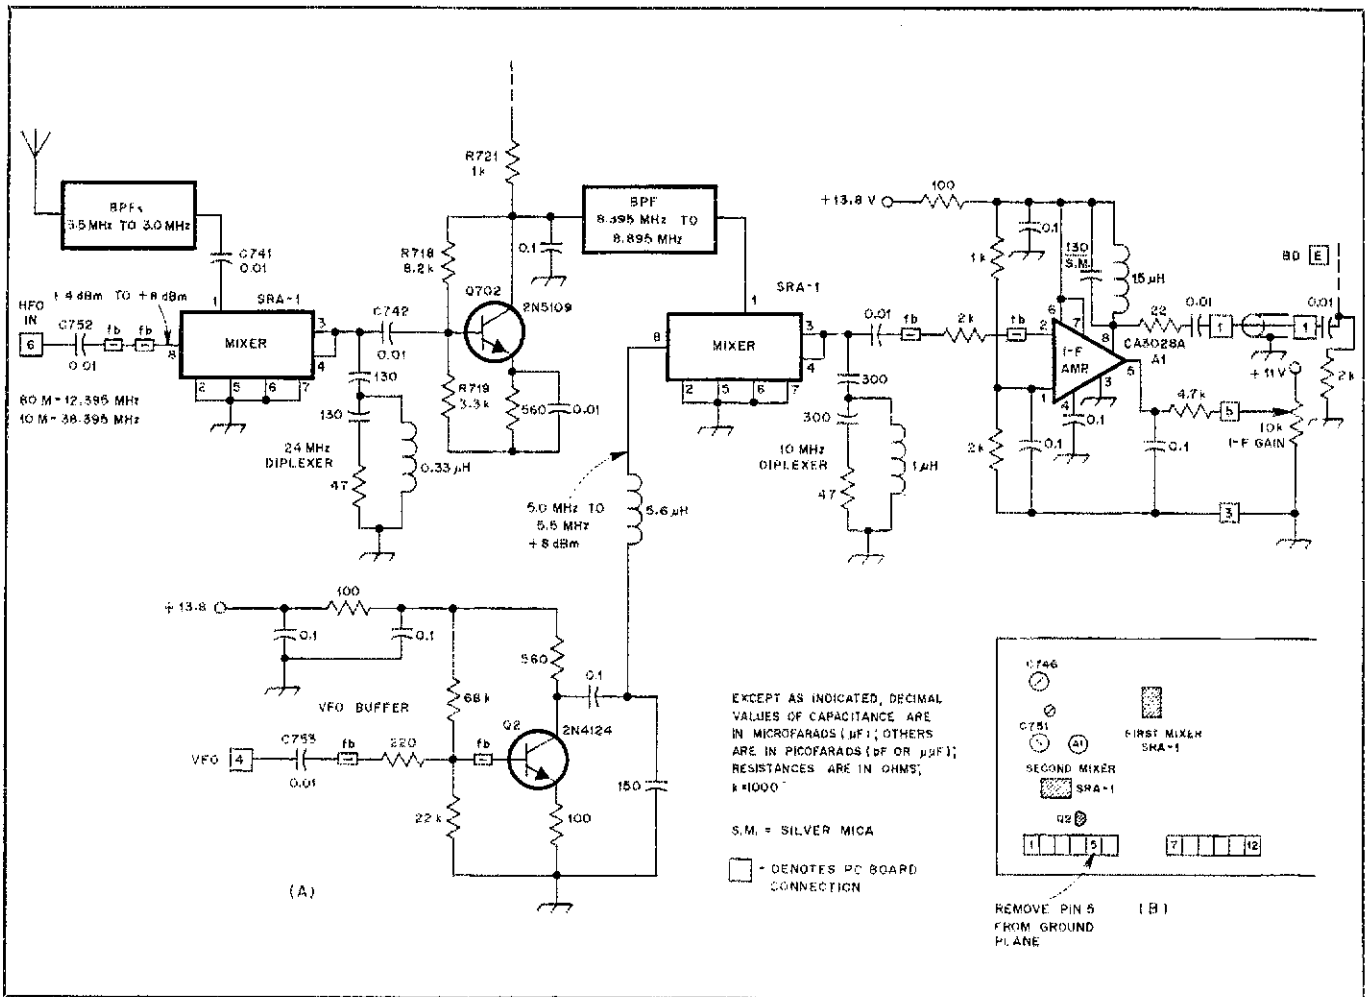 BPFs
3.5 MHz TO 3.0 MHz
C741
0.01
HFO
IN
6
C752
0.01
fb
fb
+4 dBm TO +8 dBm
8
1
SRA-1
MIXER
3
4
2
5
6
7
80 M=12.395 MHz
10 M=38.395 MHz
130
130
24 MHz
DIPLEXER
47
0.33µH
C742
0.01
R721
1k
R718
8.2k
Q702
2N5109
R719
3.3k
560
0.01
0.1
BPF
8.395 MHz TO
8.895 MHz
1
SRA-1
8
MIXER
3
4
2
5
6
7
300
300
10 MHz
DIPLEXER
47
1µH
0.01
fb
2k
fb
5.0 MHz TO
5.5 MHz
+8 dBm
5.6µH
+13.8 V
100
1k
0.1
130
S.M.
15µH
2
6
7
8
I-F
AMP.
1
4
3
5
22
CA3028A
A1
0.01
1
1
0.01
BD E
2k
+11V
4.7k
5
10k
I-F GAIN
2k
0.1
0.1
0.1
3
+13.8
100
0.1
0.1
VFO BUFFER
68k
560
0.1
Q2
2N4124
VFO 4
C753
0.01
fb
220
fb
22k
100
150
(A)
EXCEPT AS INDICATED, DECIMAL
VALUES OF CAPACITANCE ARE
IN MICROFARADS (µF); OTHERS
ARE IN PICOFARADS (pF OR µµF);
RESISTANCES ARE IN OHMS;
k=1000
S.M. = SILVER MICA
- DENOTES PC BOARD
CONNECTION
C746
C751
A1
FIRST MIXER
SRA-1
SECOND MIXER
SRA-1
Q2
1
5
7
12
REMOVE PIN 5
FROM GROUND
PLANE
(B)